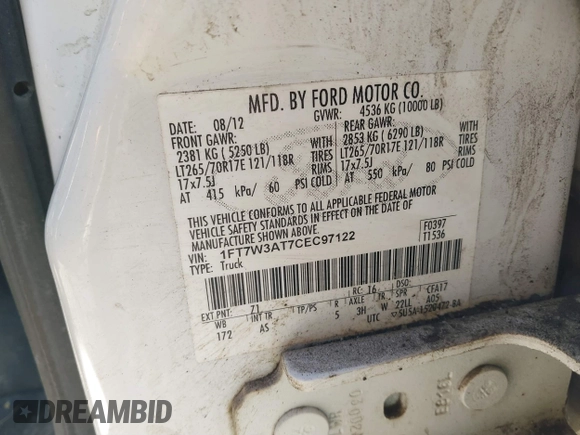 MFD. BY FORD MOTOR CO.
DATE: 08/12 GVWR: 4536 KG (10000 LB)
FRONT GAWR: REAR GAWR:
2381 KG ( 5250 LB) 2853 KG ( 6290 LB)
LT265/70R17E 121/118R TIRES LT265/70R17E 121/118R TIRES
17x7.5J RIMS 17x7.5J RIMS
AT 415 kPa/ 60 PSI COLD AT 550 kPa/ 80 PSI COLD
THIS VEHICLE CONFORMS TO ALL APPLICABLE FEDERAL MOTOR
VEHICLE SAFETY STANDARDS IN EFFECT ON THE DATE OF
MANUFACTURE SHOWN ABOVE.
VIN: 1FT7W3AT7CEC97122
TYPE: Truck
F0397
T1536
EXT PNT: Z1 RC: 16 DSO:
WB INT TR TP/PS R AXLE TR SPR CFA17
172 AS 5 3H W 22LL A05
UTC
DREAMBID